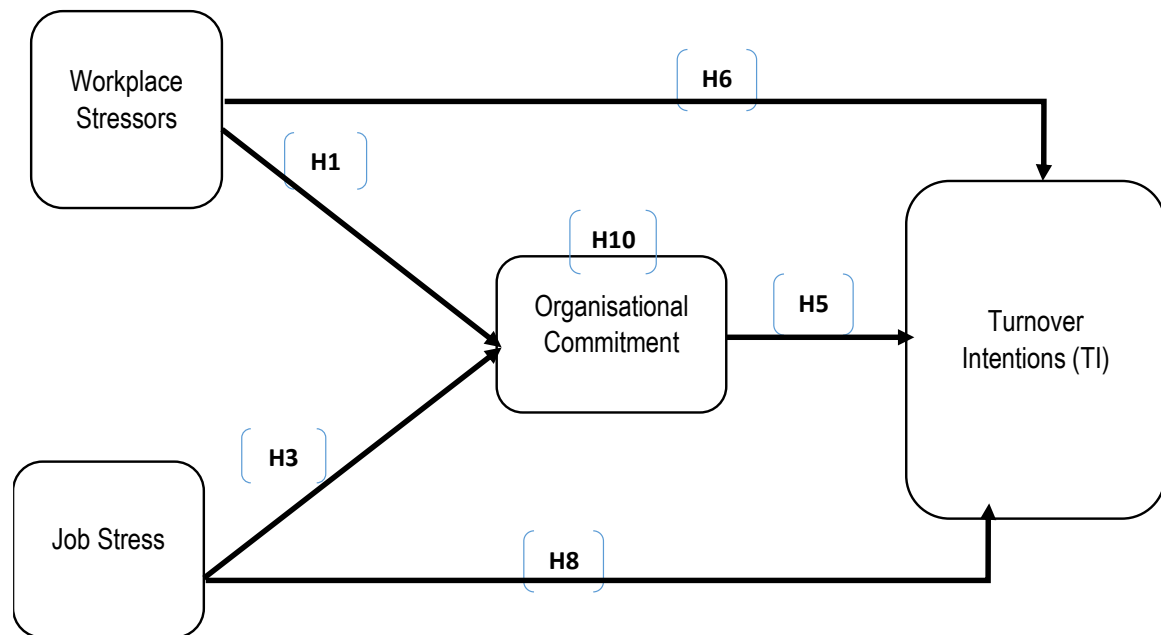 Workplace
Stressors
H6
H1
H10
Organisational
Commitment
H5
Turnover
Intentions (TI)
H3
Job Stress
H8